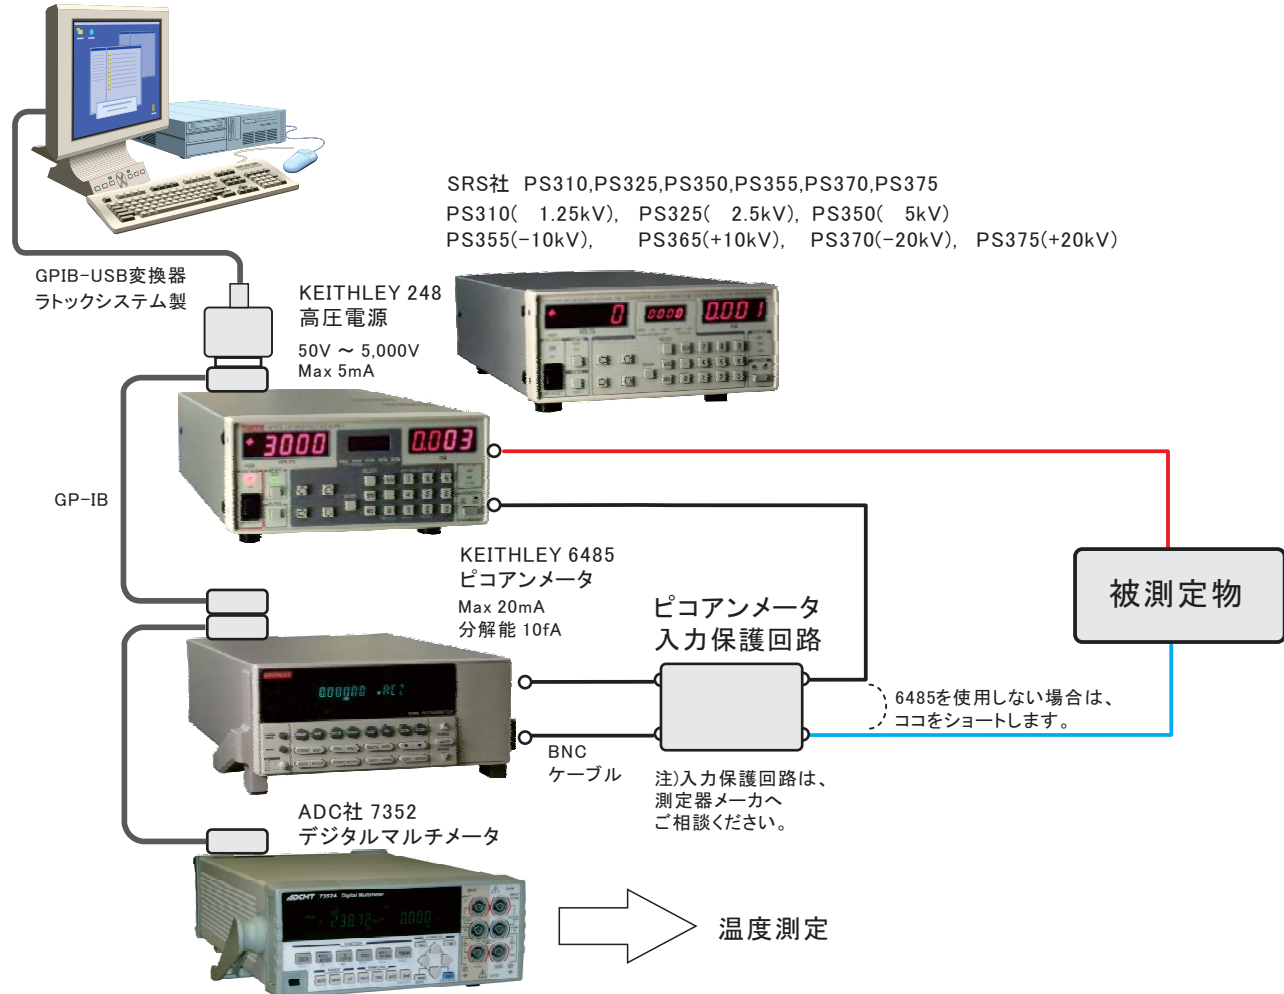 SRS社 PS310,PS325,PS350,PS355,PS370,PS375
PS310( 1.25kV), PS325( 2.5kV), PS350( 5kV)
PS355(-10kV), PS365(+10kV), PS370(-20kV), PS375(+20kV)
GPIB-USB変換器
ラトックシステム製
KEITHLEY 248
高圧電源
50V ～ 5,000V
Max 5mA
0
0000
0.001
3000
0.003
GP-IB
KEITHLEY 6485
ピコアンメータ
Max 20mA
分解能 10fA
ピコアンメータ
入力保護回路
被測定物
6485を使用しない場合は、
ココをショートします。
BNC
ケーブル
注)入力保護回路は、
測定器メーカへ
ご相談ください。
ADC社 7352
デジタルマルチメータ
7352A Digital Multimeter
温度測定